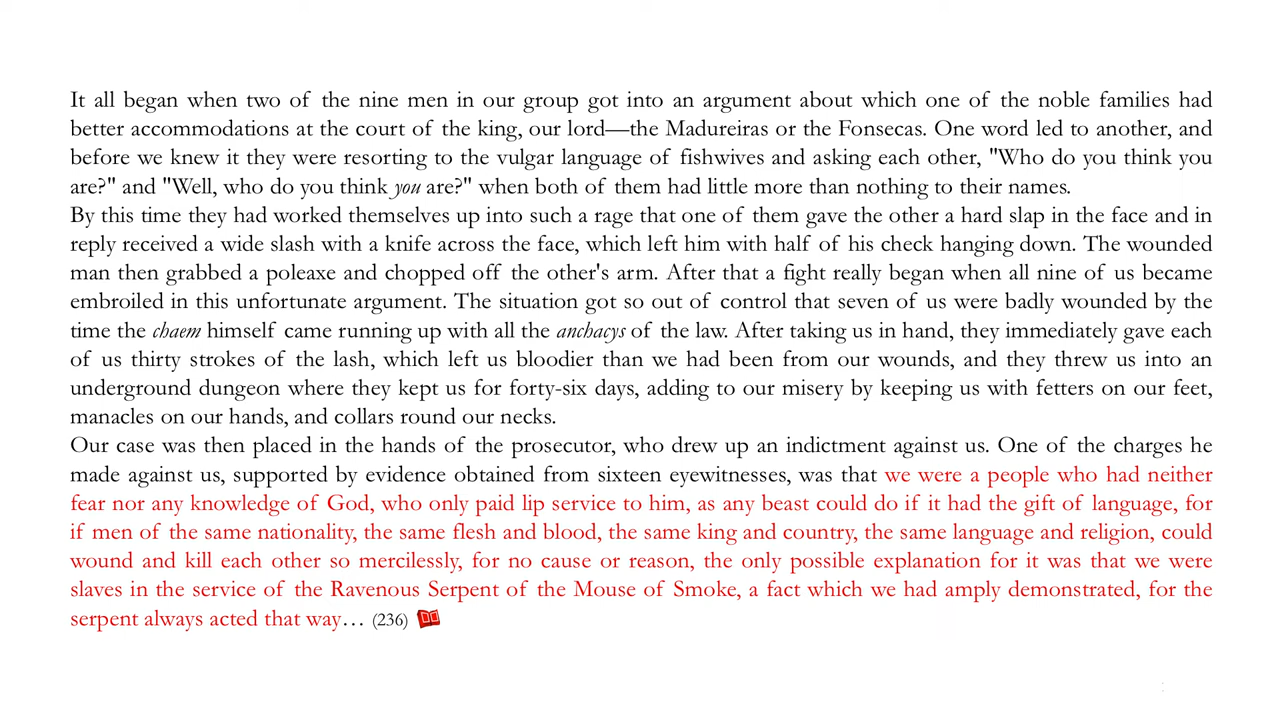 It all began when two of the nine men in our group got into an argument about which one of the noble families had
better accommodations at the court of the king, our lord—the Madureiras or the Fonsecas. One word led to another, and
before we knew it they were resorting to the vulgar language of fishwives and asking each other, "Who do you think you
are?" and "Well, who do you think you are?" when both of them had little more than nothing to their names.
By this time they had worked themselves up into such a rage that one of them gave the other a hard slap in the face and in
reply received a wide slash with a knife across the face, which left him with half of his check hanging down. The wounded
man then grabbed a poleaxe and chopped off the other's arm. After that a fight really began when all nine of us became
embroiled in this unfortunate argument. The situation got so out of control that seven of us were badly wounded by the
time the chaem himself came running up with all the anchacys of the law. After taking us in hand, they immediately gave each
of us thirty strokes of the lash, which left us bloodier than we had been from our wounds, and they threw us into an
underground dungeon where they kept us for forty-six days, adding to our misery by keeping us with fetters on our feet,
manacles on our hands, and collars round our necks.
Our case was then placed in the hands of the prosecutor, who drew up an indictment against us. One of the charges he
made against us, supported by evidence obtained from sixteen eyewitnesses, was that we were a people who had neither
fear nor any knowledge of God, who only paid lip service to him, as any beast could do if it had the gift of language, for
if men of the same nationality, the same flesh and blood, the same king and country, the same language and religion, could
wound and kill each other so mercilessly, for no cause or reason, the only possible explanation for it was that we were
slaves in the service of the Ravenous Serpent of the Mouse of Smoke, a fact which we had amply demonstrated, for the
serpent always acted that way… (236)